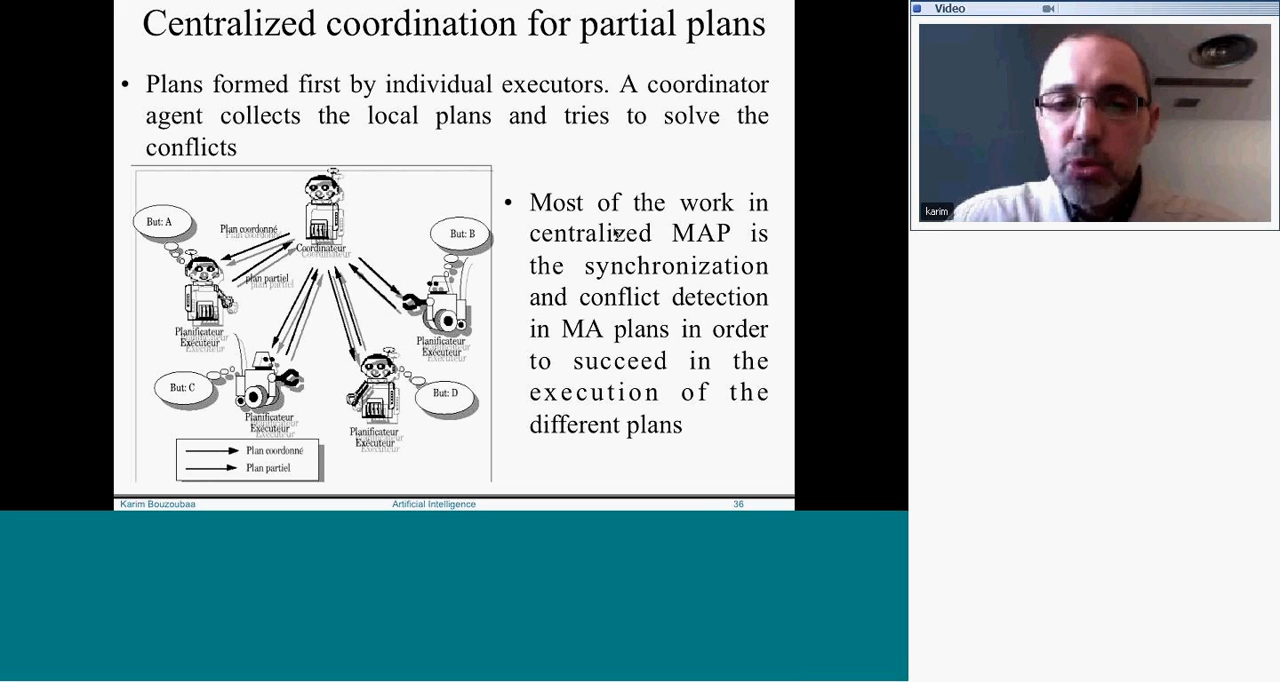 Centralized coordination for partial plans
• Plans formed first by individual executors. A coordinator
agent collects the local plans and tries to solve the
conflicts
But: A
Plan coordonné
plan partiel
Coordinateur
But: B
Planificateur
Exécuteur
Planificateur
Exécuteur
But: C
Planificateur
Exécuteur
But: D
Planificateur
Exécuteur
Plan coordonné
Plan partiel
• Most of the work in
centralized MAP is
the synchronization
and conflict detection
in MA plans in order
to succeed in the
execution of the
different plans
Karim Bouzoubaa
Artificial Intelligence
36
Video
karim